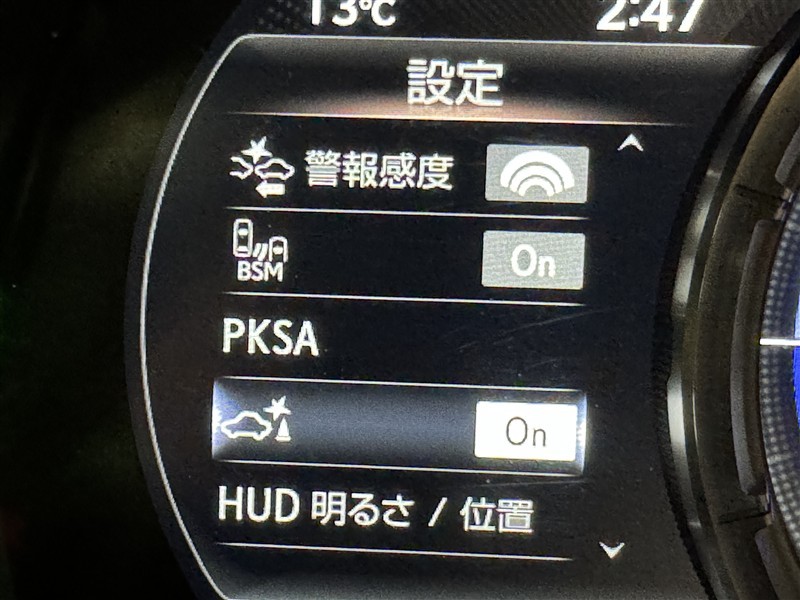 13℃
2:47
設定
警報感度
BSM
On
PKSA
On
HUD 明るさ / 位置